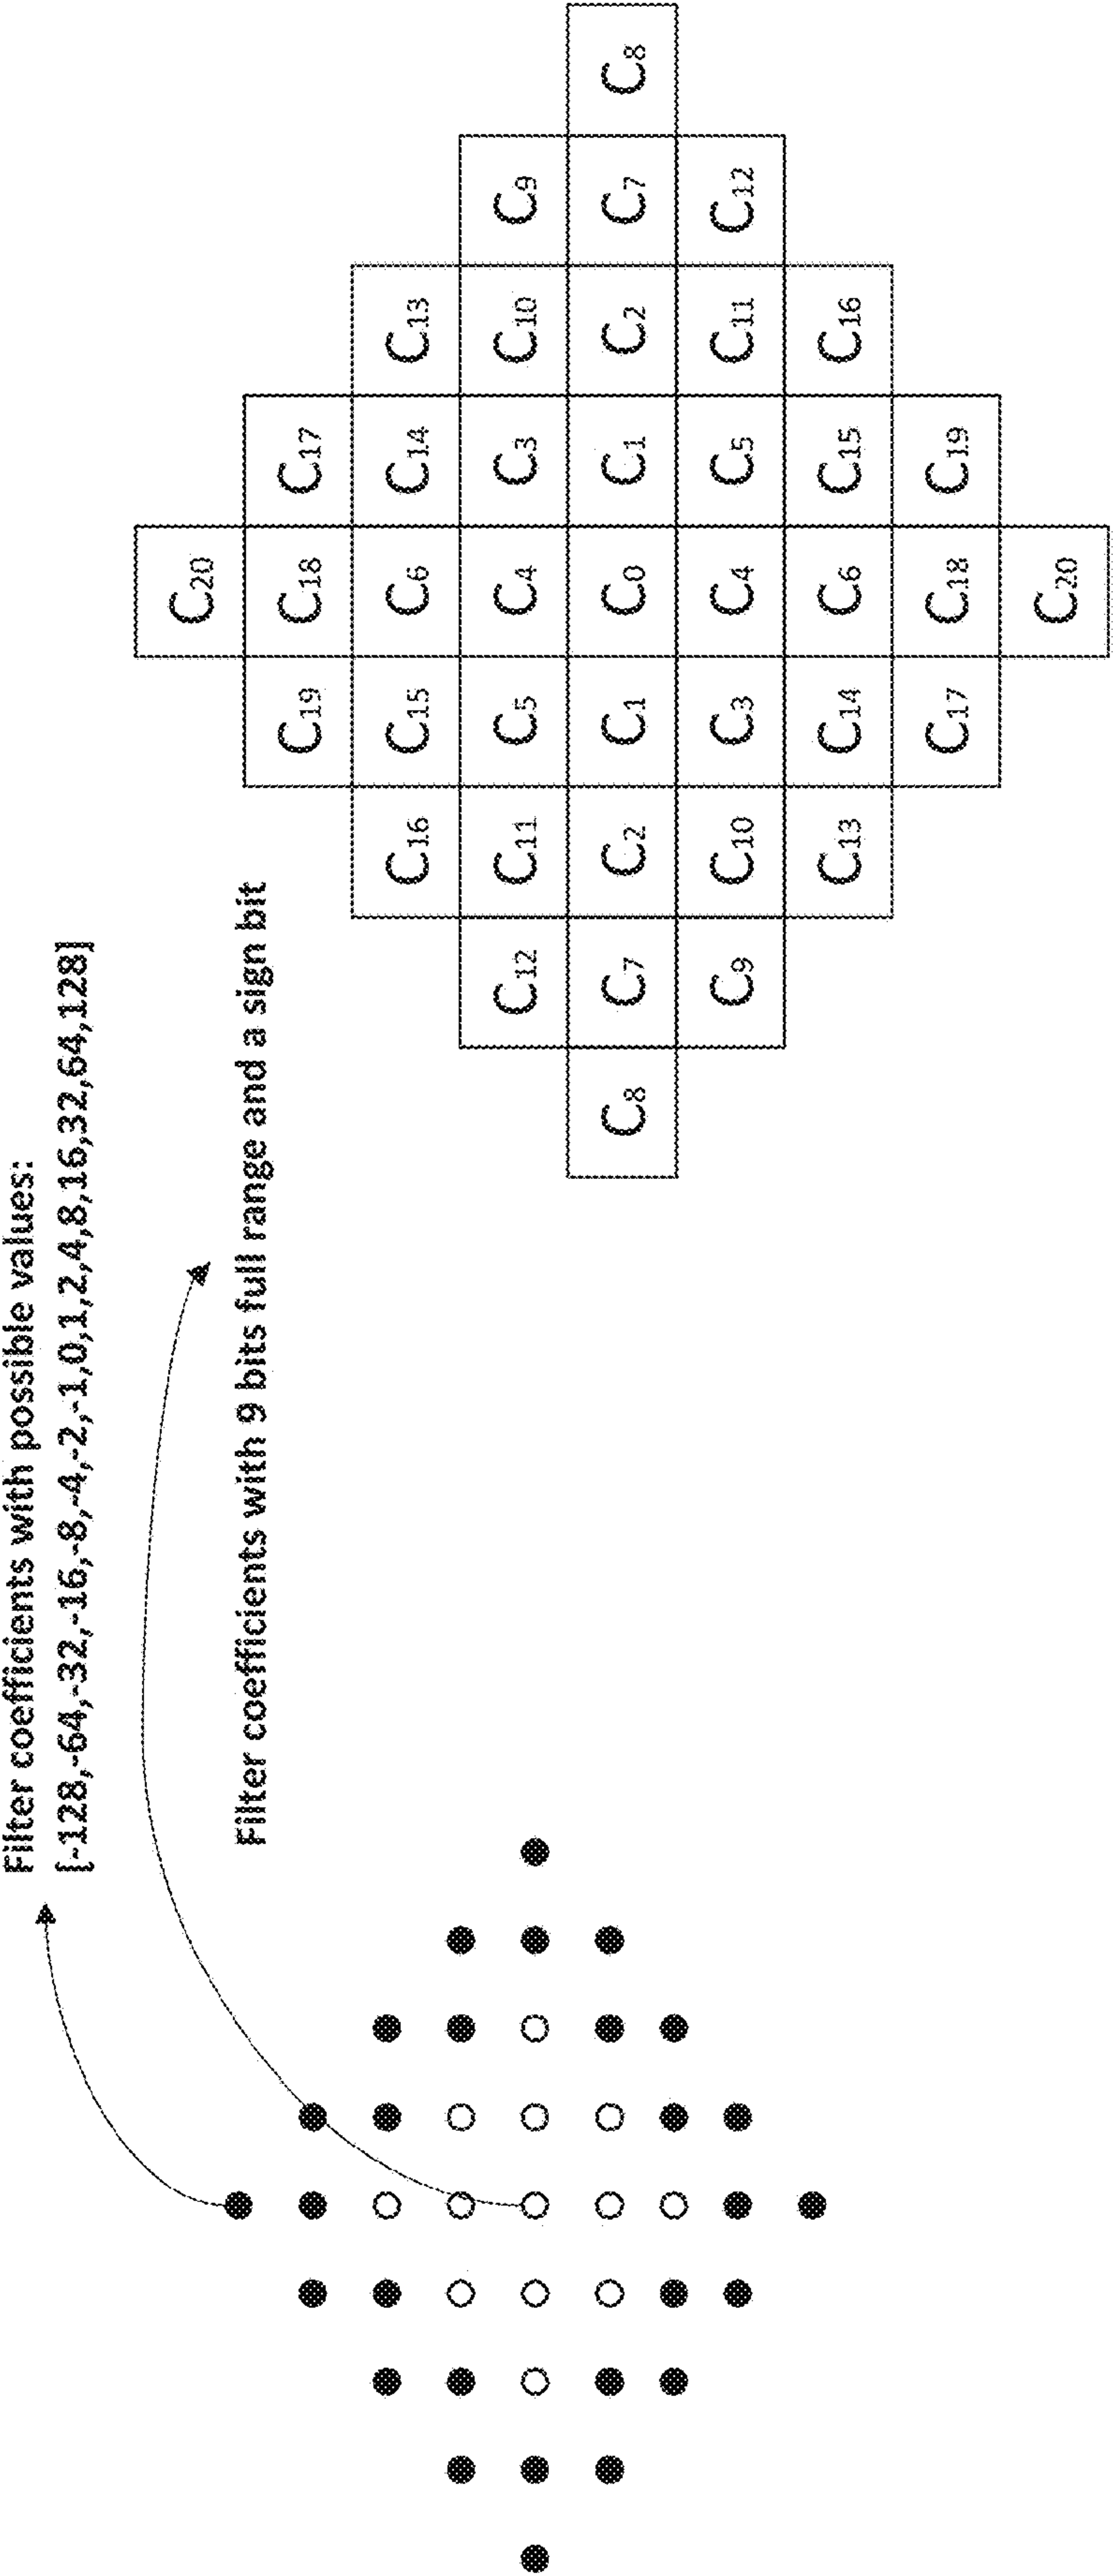 Filter coefficients with possible values:
[-128,-64,-32,-16,-8,-4,-2,-1,0,1,2,4,8,16,32,64,128]
Filter coefficients with 9 bits full range and a sign bit
C20
C19 C18 C17
C16 C15 C6 C14 C13
C12 C11 C5 C4 C3 C10 C9
C8 C7 C2 C1 C0 C1 C2 C7 C8
C9 C10 C3 C4 C5 C11 C12
C13 C14 C6 C15 C16
C17 C18 C19
C20